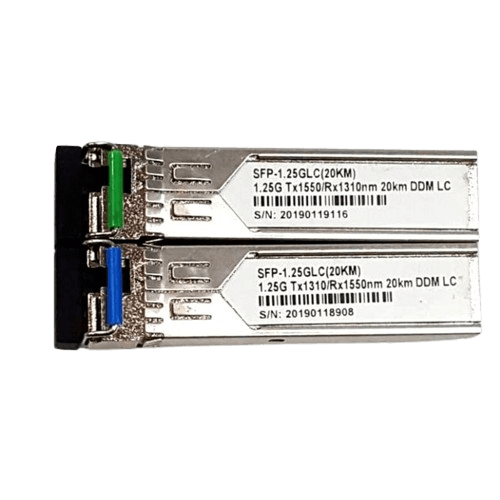 SFP-1.25GLC(20KM)
1.25G Tx1550/Rx1310nm 20km DDM LC
S/N: 20190119116
SFP-1.25GLC(20KM)
1.25G Tx1310/Rx1550nm 20km DDM LC
S/N: 20190118908